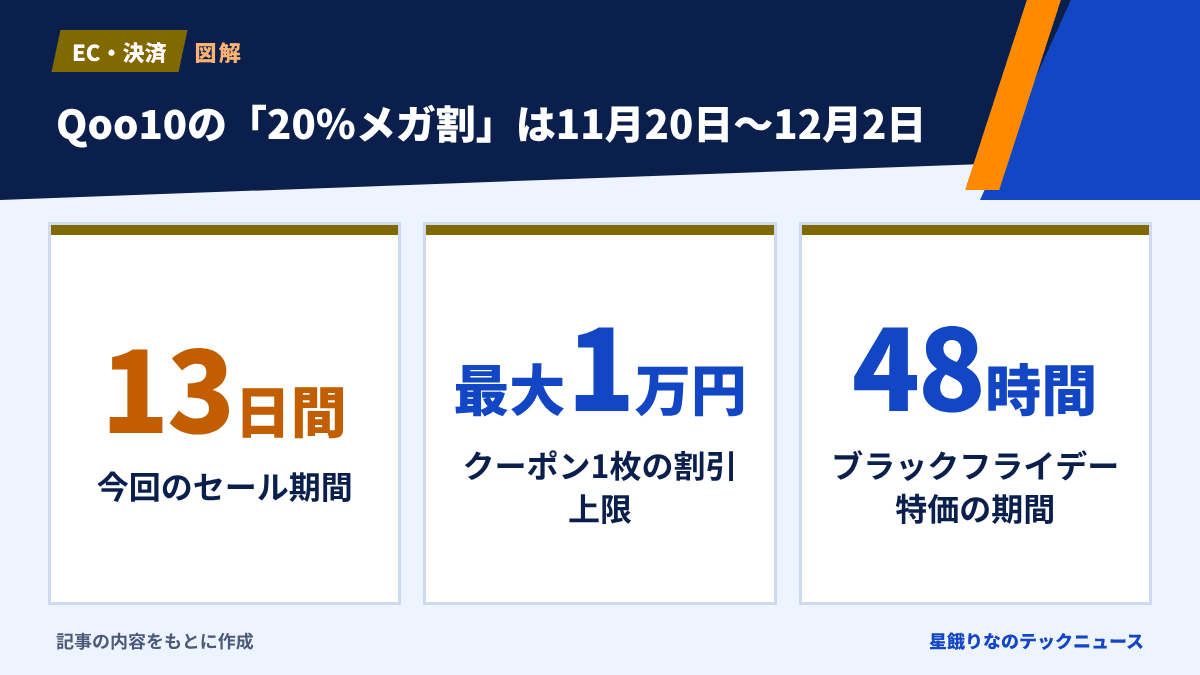 EC・決済 図解
Qoo10の「20%メガ割」は11月20日〜12月2日
13日間
今回のセール期間
最大1万円
クーポン1枚の割引
上限
48時間
ブラックフライデー
特価の期間
記事の内容をもとに作成
星餓りなのテックニュース